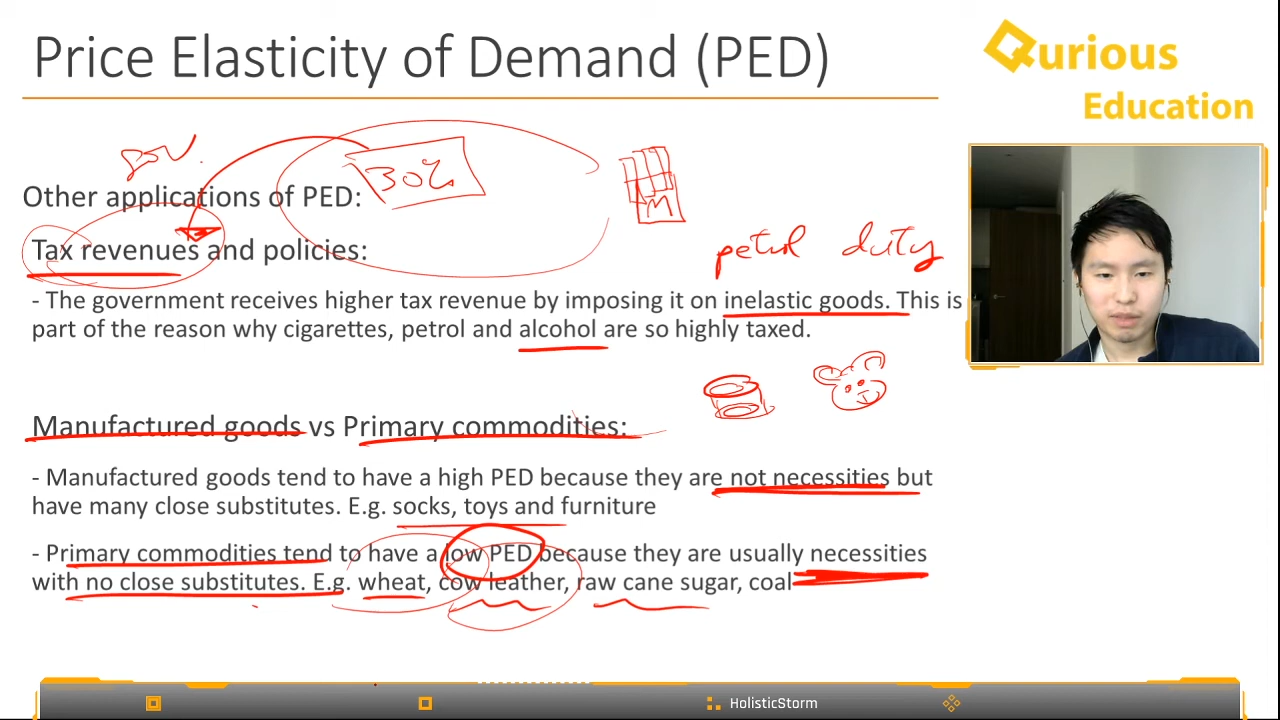 Price Elasticity of Demand (PED)
Qurious
Education
gov.
30%
M
Other applications of PED:
petrol duty
Tax revenues and policies:
- The government receives higher tax revenue by imposing it on inelastic goods. This is
part of the reason why cigarettes, petrol and alcohol are so highly taxed.
Manufactured goods vs Primary commodities:
- Manufactured goods tend to have a high PED because they are not necessities but
have many close substitutes. E.g. socks, toys and furniture
- Primary commodities tend to have a low PED because they are usually necessities
with no close substitutes. E.g. wheat, cow leather, raw cane sugar, coal
HolisticStorm